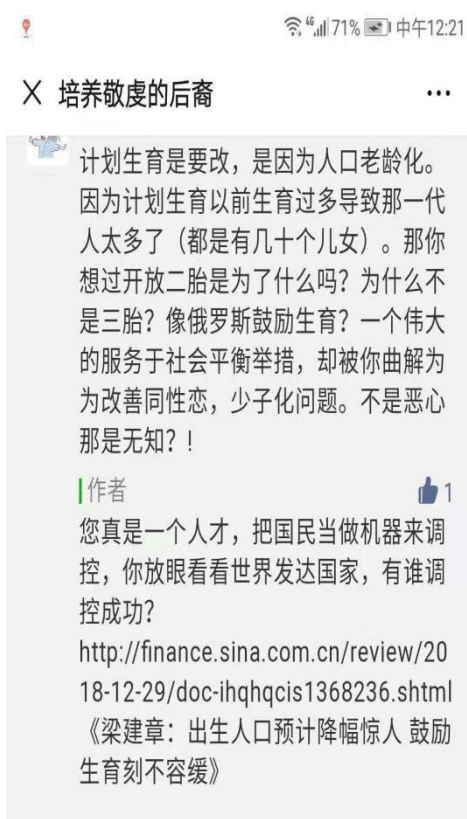 4G 71% 中午12:21
X 培养敬虔的后裔 ...
计划生育是要改，是因为人口老龄化。
因为计划生育以前生育过多导致那一代
人太多了（都是有几十个儿女）。那你
想过开放二胎是为了什么吗？为什么不
是三胎？像俄罗斯鼓励生育？一个伟大
的服务于社会平衡举措，却被你曲解为
为改善同性恋，少子化问题。不是恶心
那是无知？！
作者 1
您真是一个人才，把国民当做机器来调
控，你放眼看看世界发达国家，有谁调
控成功？
http://finance.sina.com.cn/review/20
18-12-29/doc-ihqhqcis1368236.shtml
《梁建章：出生人口预计降幅惊人 鼓励
生育刻不容缓》